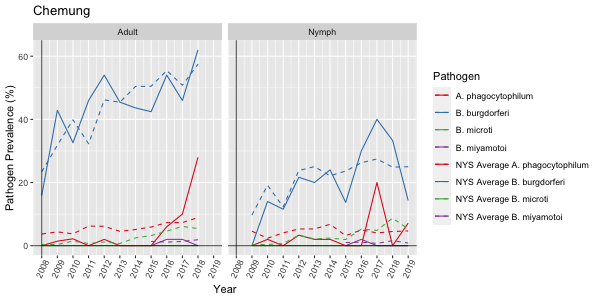 Chemung
Adult
Nymph
Pathogen Prevalence (%)
60
40
20
0
2008 2009 2010 2011 2012 2013 2014 2015 2016 2017 2018 2019
2008 2009 2010 2011 2012 2013 2014 2015 2016 2017 2018 2019
Year
Pathogen
A. phagocytophilum
B. burgdorferi
B. microti
B. miyamotoi
NYS Average A. phagocytophilum
NYS Average B. burgdorferi
NYS Average B. microti
NYS Average B. miyamotoi